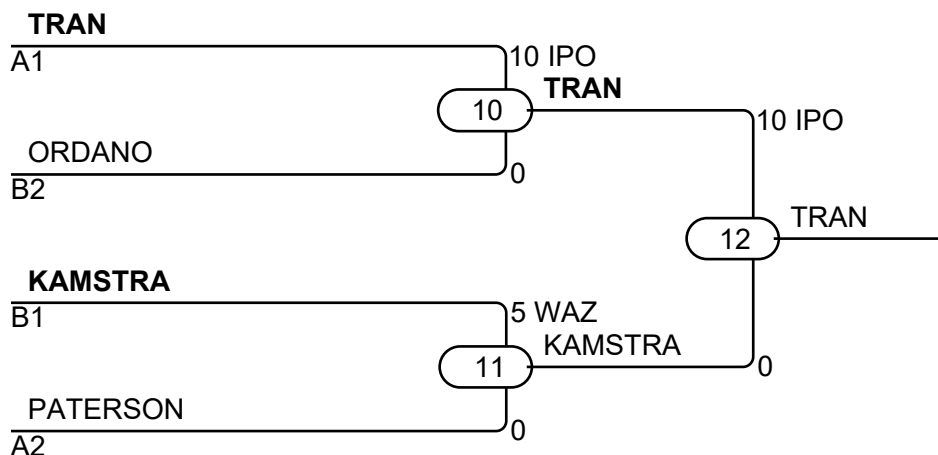 TRAN
A1
10 IPO
TRAN
10
10 IPO
ORDANO
B2
0
12
TRAN
KAMSTRA
B1
5 WAZ
KAMSTRA
11
0
PATERSON
A2
0